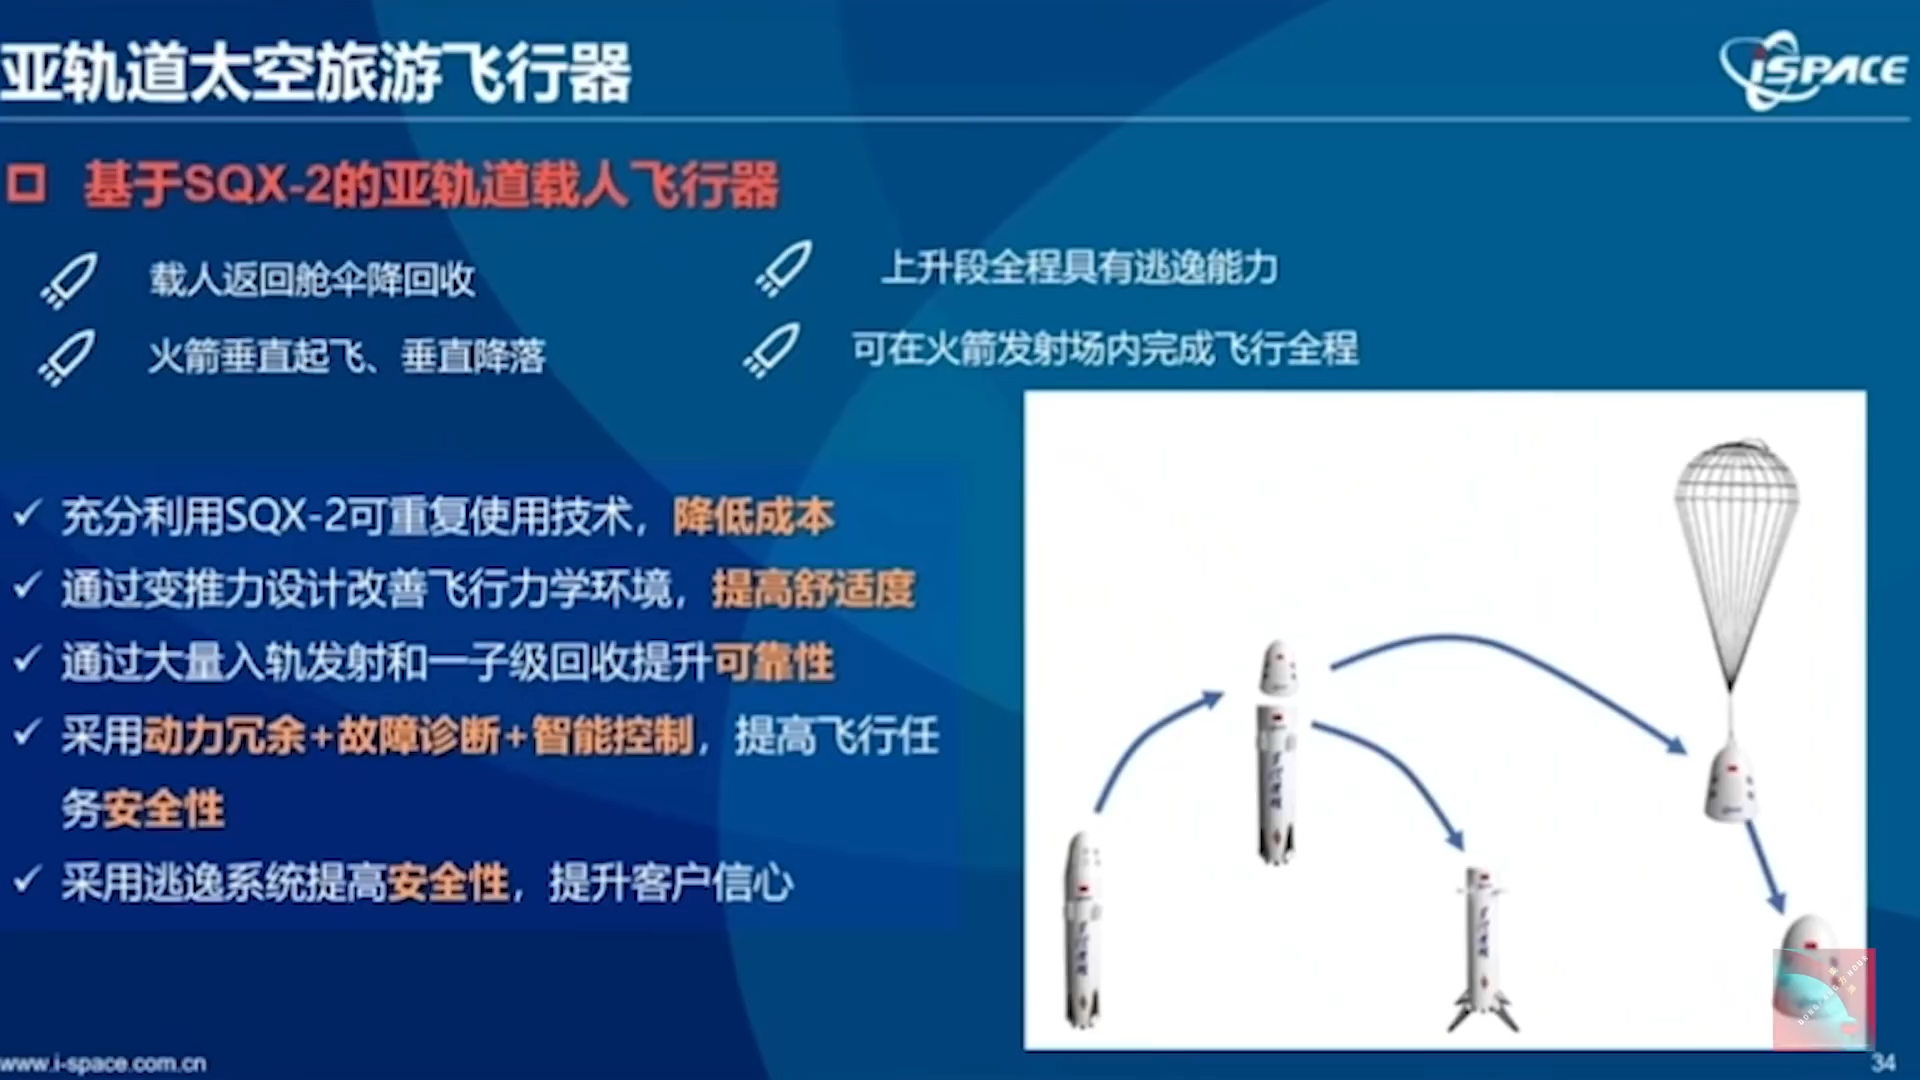 亚轨道太空旅游飞行器
iSPACE
基于SQX-2的亚轨道载人飞行器
载人返回舱伞降回收
上升段全程具有逃逸能力
火箭垂直起飞、垂直降落
可在火箭发射场内完成飞行全程
充分利用SQX-2可重复使用技术，降低成本
通过变推力设计改善飞行力学环境，提高舒适度
通过大量入轨发射和一子级回收提升可靠性
采用动力冗余+故障诊断+智能控制，提高飞行任
务安全性
采用逃逸系统提高安全性，提升客户信心
www.i-space.com.cn
34